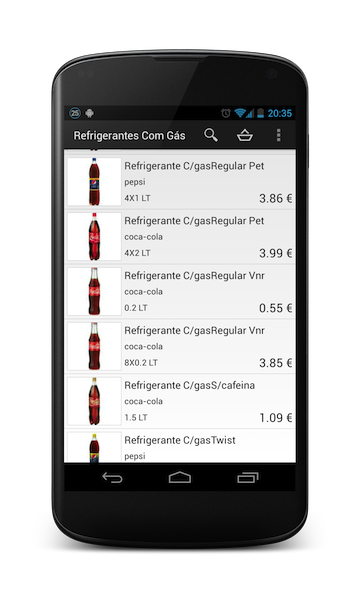 25
20:35
Refrigerantes Com Gás
Refrigerante C/gasRegular Pet
pepsi
4X1 LT
3.86 €
Refrigerante C/gasRegular Pet
coca-cola
4X2 LT
3.99 €
Refrigerante C/gasRegular Vnr
coca-cola
0.2 LT
0.55 €
Refrigerante C/gasRegular Vnr
coca-cola
8X0.2 LT
3.85 €
Refrigerante C/gasS/cafeina
coca-cola
1.5 LT
1.09 €
Refrigerante C/gasTwist
pepsi